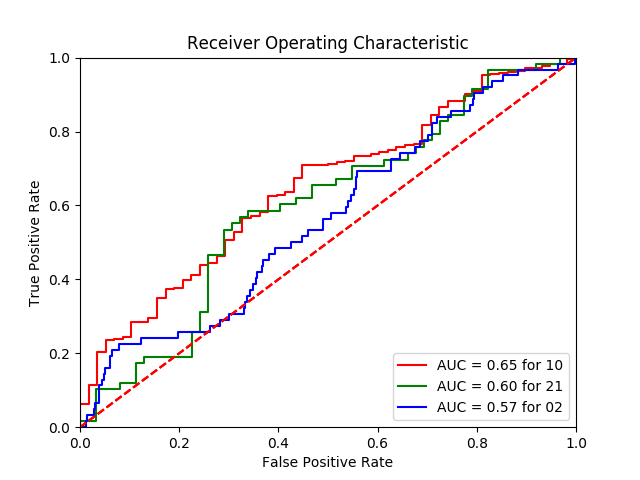 Receiver Operating Characteristic
True Positive Rate
1.0
0.8
0.6
0.4
0.2
0.0
AUC = 0.65 for 10
AUC = 0.60 for 21
AUC = 0.57 for 02
0.0 0.2 0.4 0.6 0.8 1.0
False Positive Rate